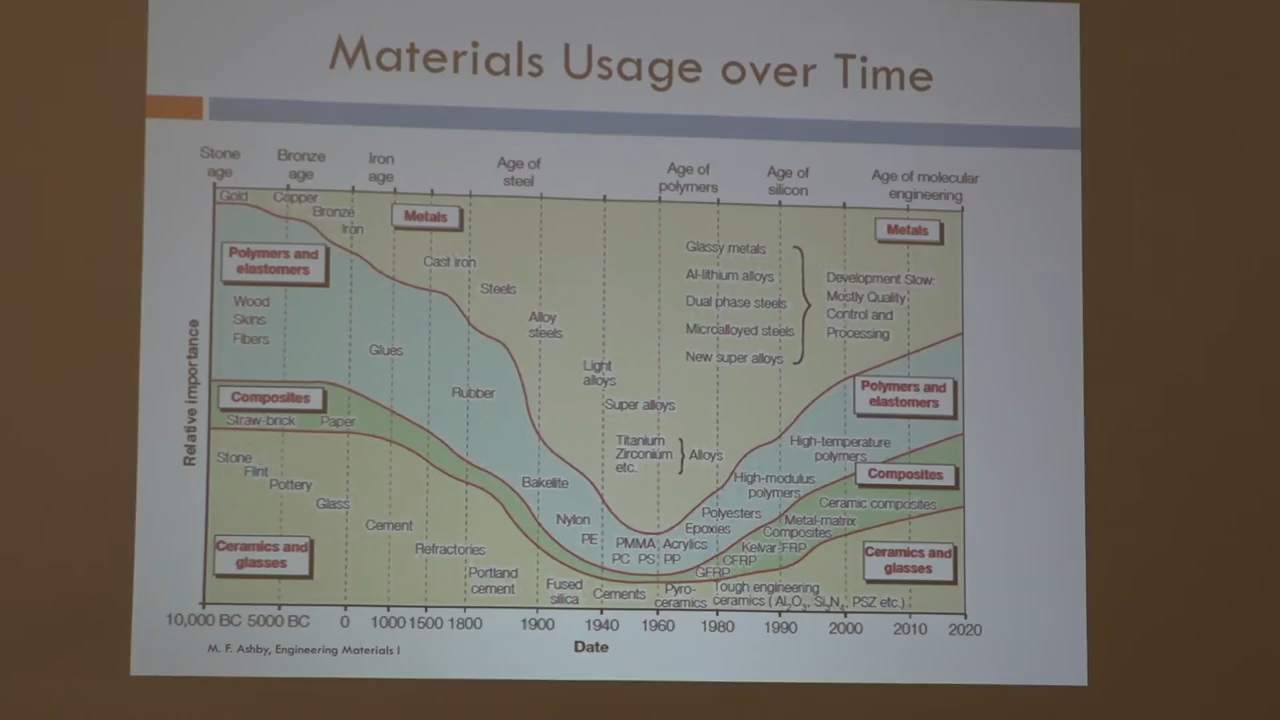 Materials Usage over Time
Stone age
Bronze age
Iron age
Age of steel
Age of polymers
Age of silicon
Age of molecular engineering
Gold
Copper
Bronze
Iron
Metals
Metals
Polymers and
elastomers
Wood
Skins
Fibers
Glues
Cast iron
Steels
Alloy
steels
Light
alloys
Super alloys
Titanium
Zirconium
etc.
Alloys
Glassy metals
Al-lithium alloys
Dual phase steels
Microalloyed steels
New super alloys
Development Slow:
Mostly Quality
Control and
Processing
Rubber
Composites
Straw-brick
Paper
Stone
Flint
Pottery
Glass
Cement
Refractories
Portland
cement
Bakelite
Nylon
PE
PMMA
Acrylics
PC
PS
PP
Polyesters
Epoxies
High-modulus
polymers
High-temperature
polymers
Polymers and
elastomers
Composites
Ceramic composites
Metal-matrix
Composites
Kelvar-FRP
CFRP
GFRP
Ceramics and
glasses
Ceramics and
glasses
Fused
silica
Cements
Pyro-
ceramics
Tough engineering
ceramics (Al2O3, Si3N4, PSZ etc.)
Relative importance
10,000 BC
5000 BC
0
1000
1500
1800
1900
1940
1960
1980
1990
2000
2010
2020
Date
M. F. Ashby, Engineering Materials I